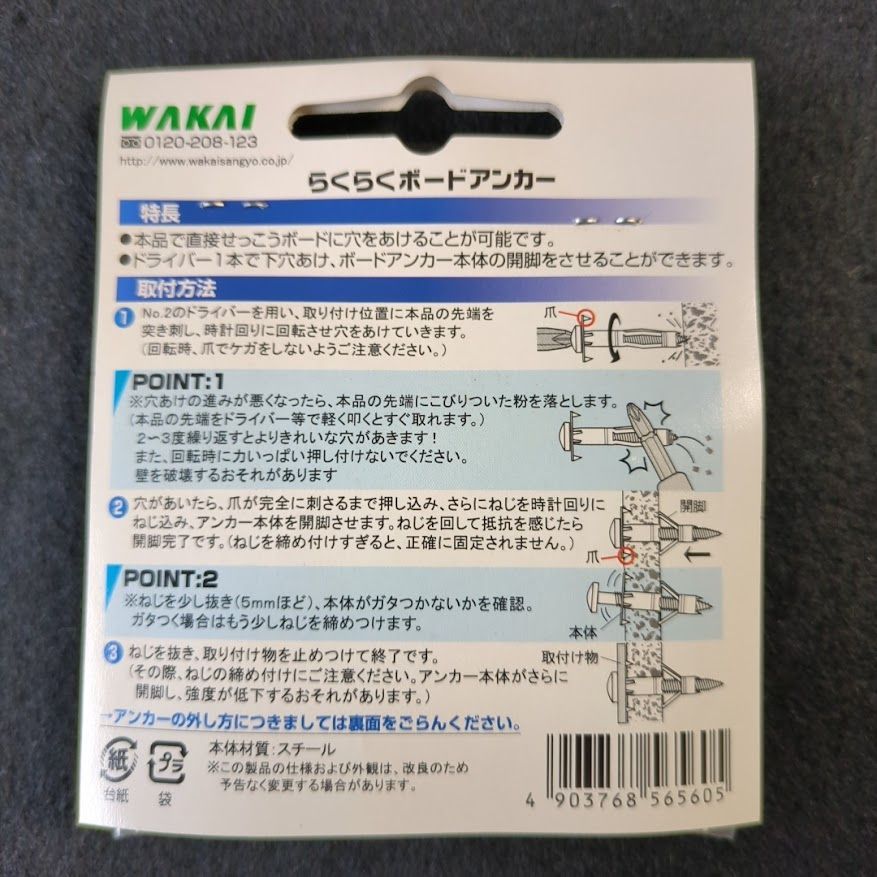 WAKAI
0120-208-123
http://www.wakaisangyo.co.jp/
らくらくボードアンカー
特長
●本品で直接せっこうボードに穴をあけることが可能です。
●ドライバー1本で下穴あけ、ボードアンカー本体の開脚をさせることができます。
取付方法
1 No.2のドライバーを用い、取り付け位置に本品の先端を
突き刺し、時計回りに回転させ穴をあけていきます。
(回転時、爪でケガをしないようご注意ください。)
爪
POINT:1
※穴あけの進みが悪くなったら、本品の先端にこびりついた粉を落とします。
(本品の先端をドライバー等で軽く叩くとすぐ取れます。)
2〜3度繰り返すとよりきれいな穴があきます!
また、回転時に力いっぱい押し付けないでください。
壁を破壊するおそれがあります
2 穴があいたら、爪が完全に刺さるまで押し込み、さらにねじを時計回りに
ねじ込み、アンカー本体を開脚させます。ねじを回して抵抗を感じたら
開脚完了です。(ねじを締め付けすぎると、正確に固定されません。)
開脚
爪
POINT:2
※ねじを少し抜き(5mmほど)、本体がガタつかないかを確認。
ガタつく場合はもう少しねじを締めつけます。
本体
3 ねじを抜き、取り付け物を止めつけて終了です。
(その際、ねじの締め付けにご注意ください。アンカー本体がさらに
開脚し、強度が低下するおそれがあります。)
取付け物
ーアンカーの外し方につきましては裏面をごらんください。
紙
台紙
プラ
袋
本体材質:スチール
※この製品の仕様および外観は、改良のため
予告なく変更する場合があります。
4 903768 565605